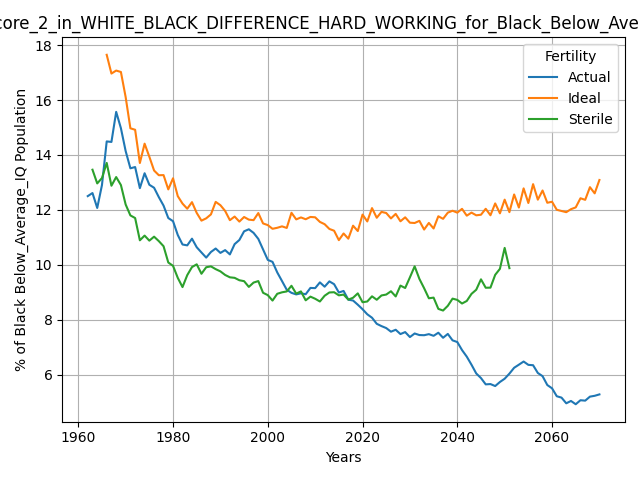 core_2_in_WHITE_BLACK_DIFFERENCE_HARD_WORKING_for_Black_Below_Ave
Fertility
Actual
Ideal
Sterile
% of Black Below_Average_IQ Population
18
16
14
12
10
8
6
1960
1980
2000
2020
2040
2060
Years